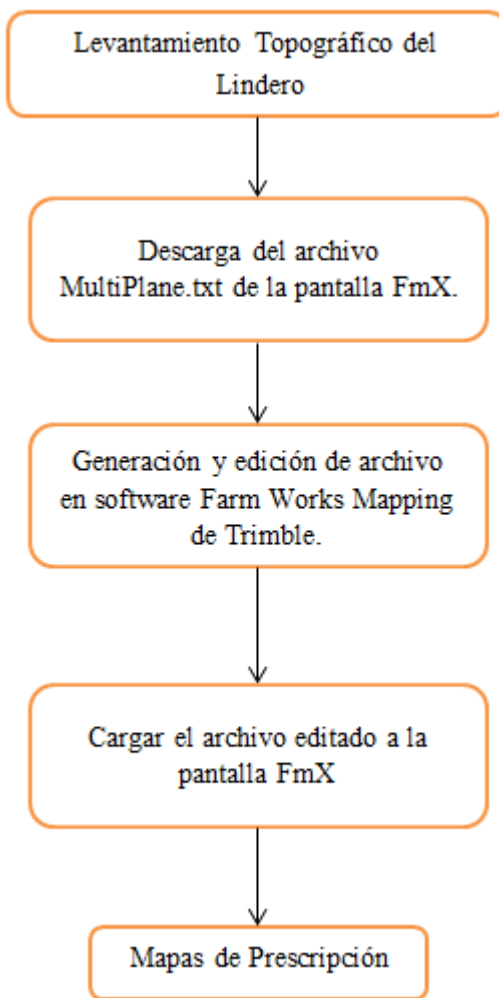 Levantamiento Topográfico del
Lindero
Descarga del archivo
MultiPlane.txt de la pantalla FmX.
Generación y edición de archivo
en software Farm Works Mapping
de Trimble.
Cargar el archivo editado a la
pantalla FmX
Mapas de Prescripción